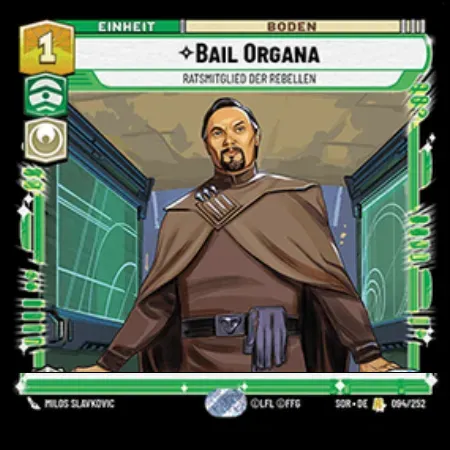 EINHEIT
BODEN
1
BAIL ORGANA
RATSMITGLIED DER REBELLEN
MILOS SLAVKOVIC
©LFL ©FFG
SOR • DE
094/252